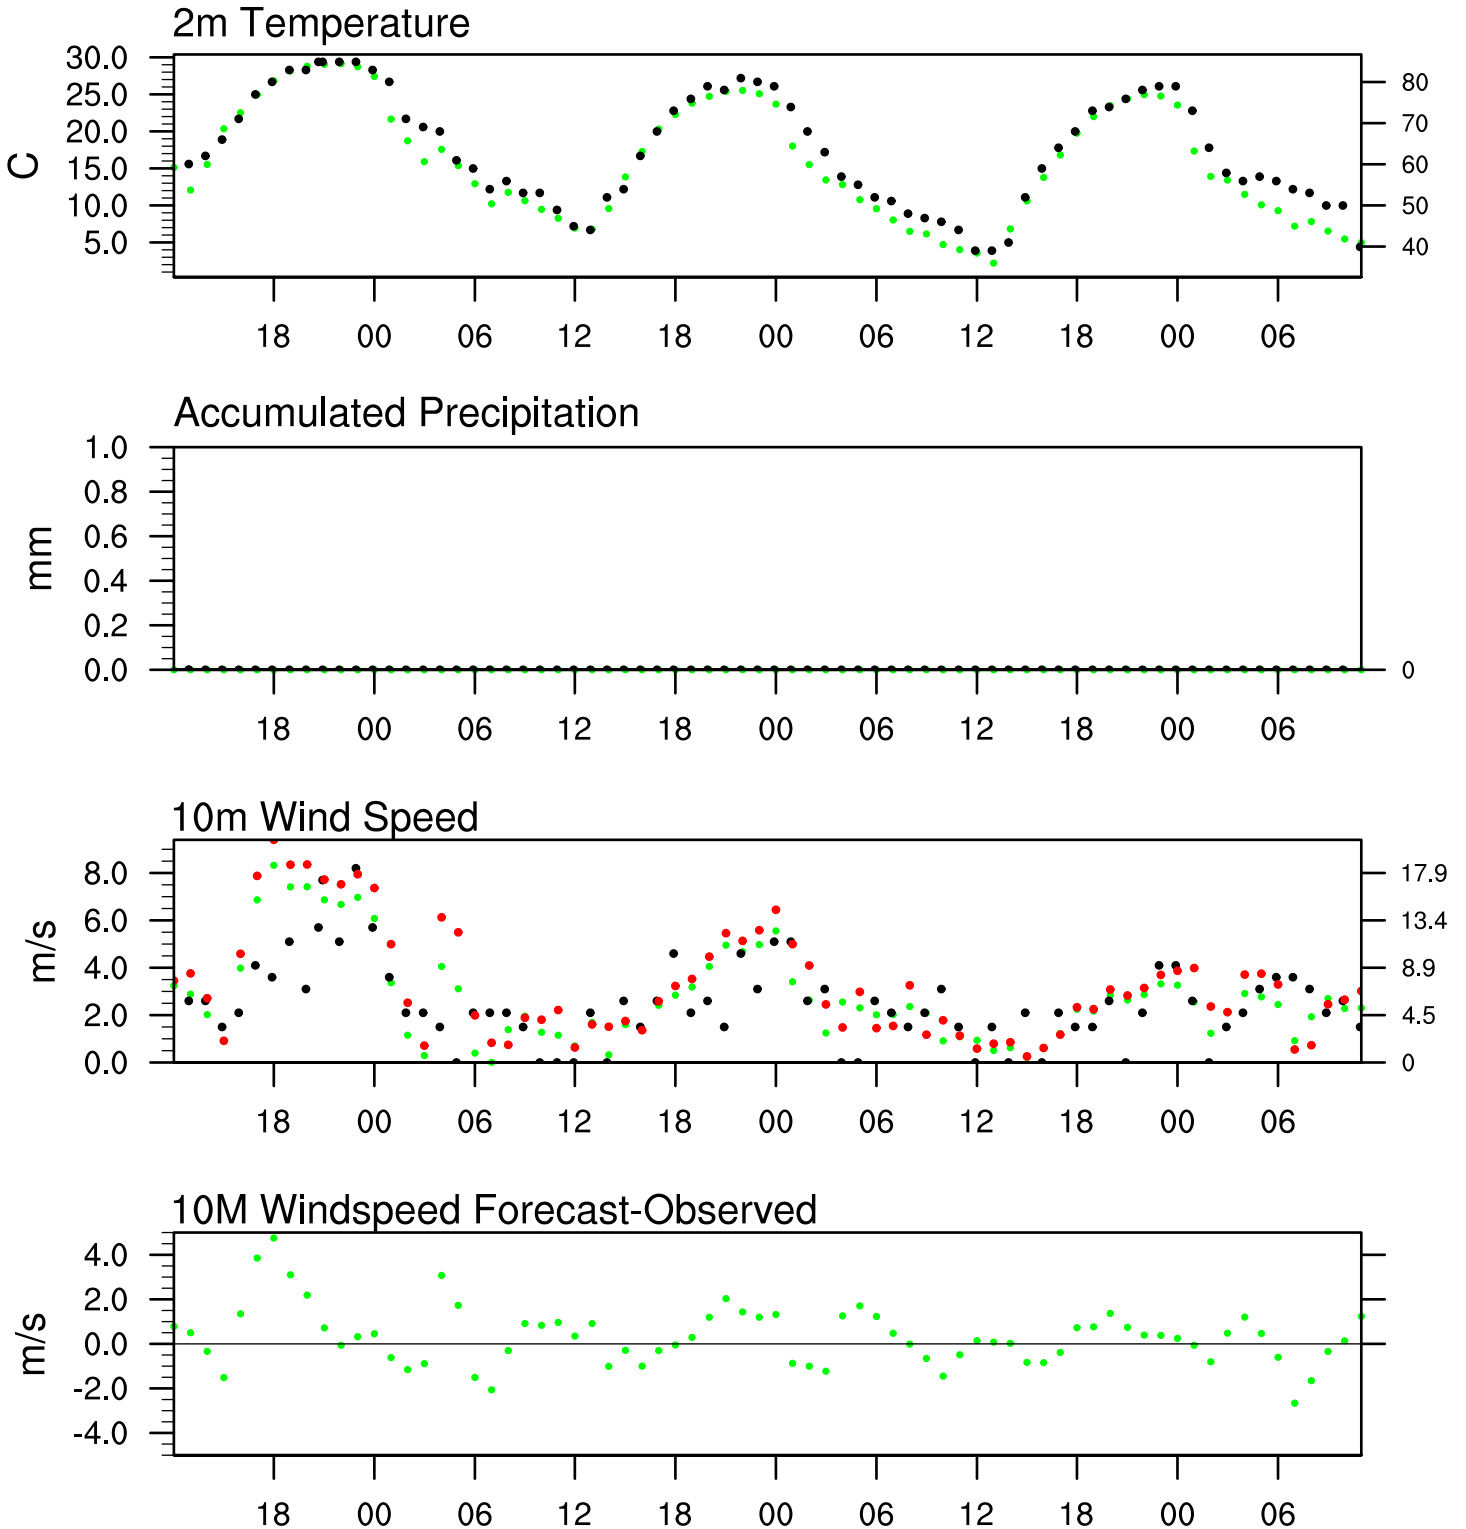 2m Temperature
30.0
25.0
20.0
15.0
10.0
5.0
C
80
70
60
50
40
18 00 06 12 18 00 06 12 18 00 06
Accumulated Precipitation
1.0
0.8
0.6
0.4
0.2
0.0
mm
0
18 00 06 12 18 00 06 12 18 00 06
10m Wind Speed
8.0
6.0
4.0
2.0
0.0
m/s
17.9
13.4
8.9
4.5
0
18 00 06 12 18 00 06 12 18 00 06
10M Windspeed Forecast-Observed
4.0
2.0
0.0
-2.0
-4.0
m/s
18 00 06 12 18 00 06 12 18 00 06